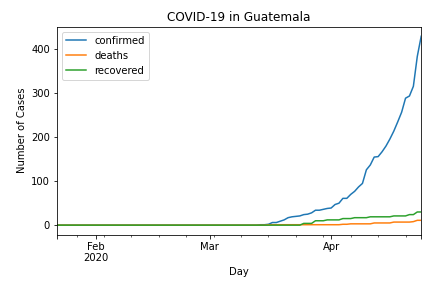 COVID-19 in Guatemala
confirmed
deaths
recovered
Number of Cases
400
300
200
100
0
Feb
2020
Mar
Apr
Day